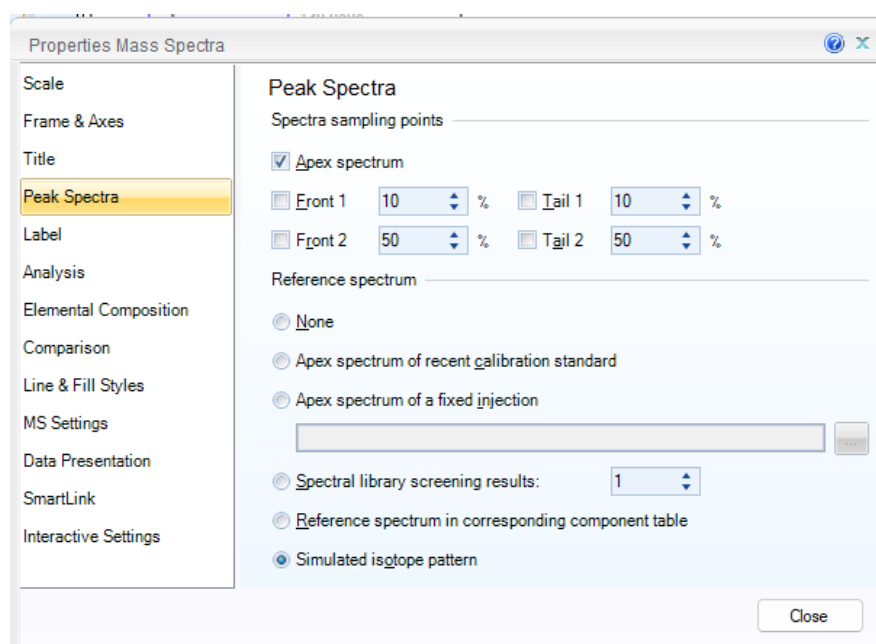 Properties Mass Spectra
Scale
Frame & Axes
Title
Peak Spectra
Label
Analysis
Elemental Composition
Comparison
Line & Fill Styles
MS Settings
Data Presentation
SmartLink
Interactive Settings
Peak Spectra
Spectra sampling points
Apex spectrum
Front 1 10 % Tail 1 10 %
Front 2 50 % Tail 2 50 %
Reference spectrum
None
Apex spectrum of recent calibration standard
Apex spectrum of a fixed injection
...
Spectral library screening results: 1
Reference spectrum in corresponding component table
Simulated isotope pattern
Close